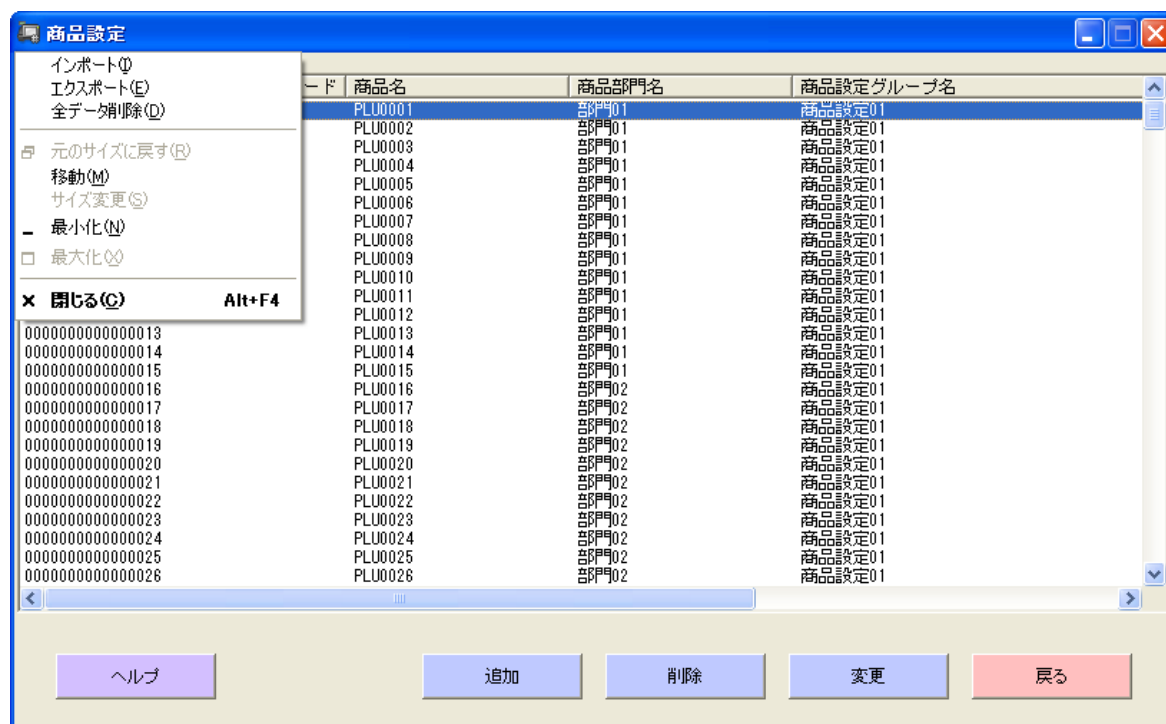 商品設定
インポート(I)
エクスポート(E)
全データ削除(D)
元のサイズに戻す(R)
移動(M)
サイズ変更(S)
最小化(N)
最大化(X)
閉じる(C) Alt+F4
ード 商品名 商品部門名 商品設定グループ名
PLU0001 部門01 商品設定01
PLU0002 部門01 商品設定01
PLU0003 部門01 商品設定01
PLU0004 部門01 商品設定01
PLU0005 部門01 商品設定01
PLU0006 部門01 商品設定01
PLU0007 部門01 商品設定01
PLU0008 部門01 商品設定01
PLU0009 部門01 商品設定01
PLU0010 部門01 商品設定01
PLU0011 部門01 商品設定01
PLU0012 部門01 商品設定01
0000000000000013 PLU0013 部門01 商品設定01
0000000000000014 PLU0014 部門01 商品設定01
0000000000000015 PLU0015 部門01 商品設定01
0000000000000016 PLU0016 部門02 商品設定01
0000000000000017 PLU0017 部門02 商品設定01
0000000000000018 PLU0018 部門02 商品設定01
0000000000000019 PLU0019 部門02 商品設定01
0000000000000020 PLU0020 部門02 商品設定01
0000000000000021 PLU0021 部門02 商品設定01
0000000000000022 PLU0022 部門02 商品設定01
0000000000000023 PLU0023 部門02 商品設定01
0000000000000024 PLU0024 部門02 商品設定01
0000000000000025 PLU0025 部門02 商品設定01
0000000000000026 PLU0026 部門02 商品設定01
ヘルプ 追加 削除 変更 戻る